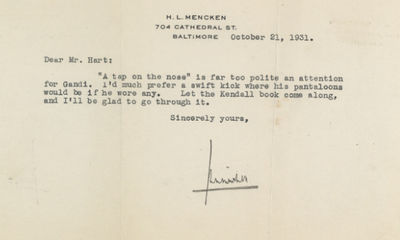 H. L. MENCKEN
704 CATHEDRAL ST.
BALTIMORE October 21, 1931.
Dear Mr. Hart:
"A tap on the nose" is far too polite an attention
for Gandi. I'd much prefer a swift kick where his pantaloons
would be if he wore any. Let the Kendall book come along,
and I'll be glad to go through it.
Sincerely yours,